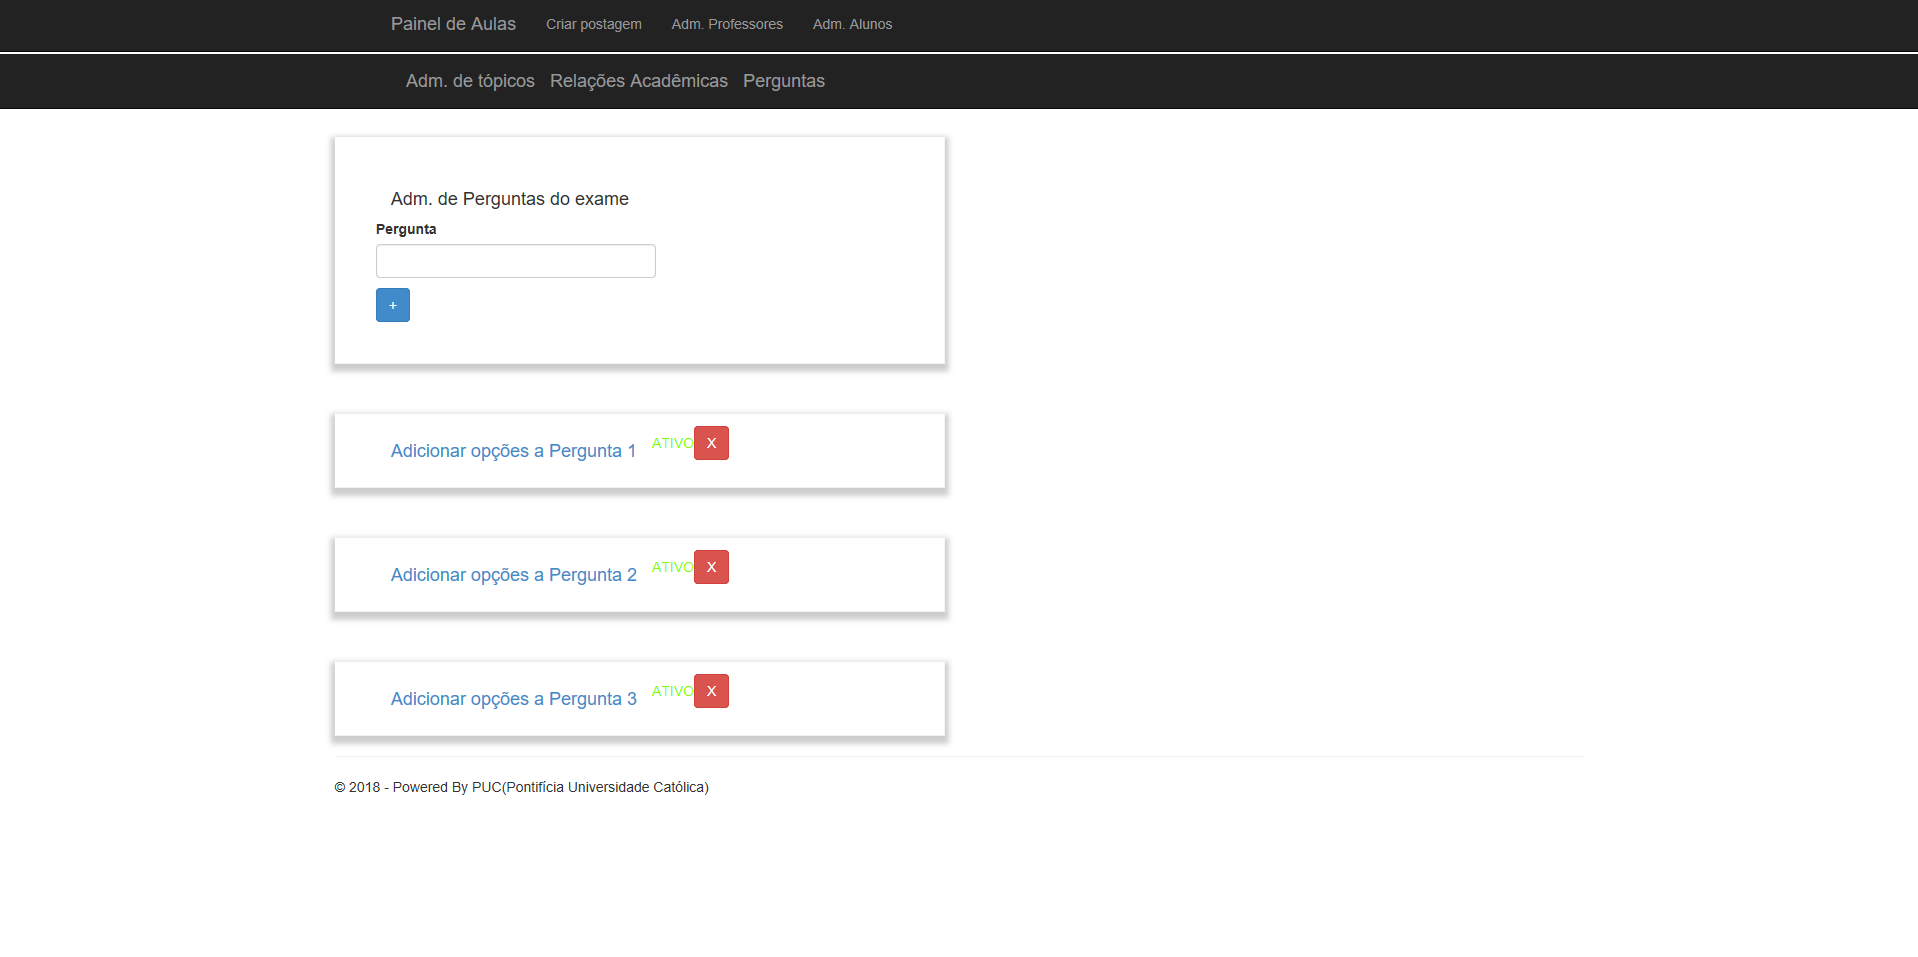 Painel de Aulas Criar postagem Adm. Professores Adm. Alunos
Adm. de tópicos Relações Acadêmicas Perguntas
Adm. de Perguntas do exame
Pergunta
+
Adicionar opções a Pergunta 1 ATIVO X
Adicionar opções a Pergunta 2 ATIVO X
Adicionar opções a Pergunta 3 ATIVO X
© 2018 - Powered By PUC(Pontifícia Universidade Católica)